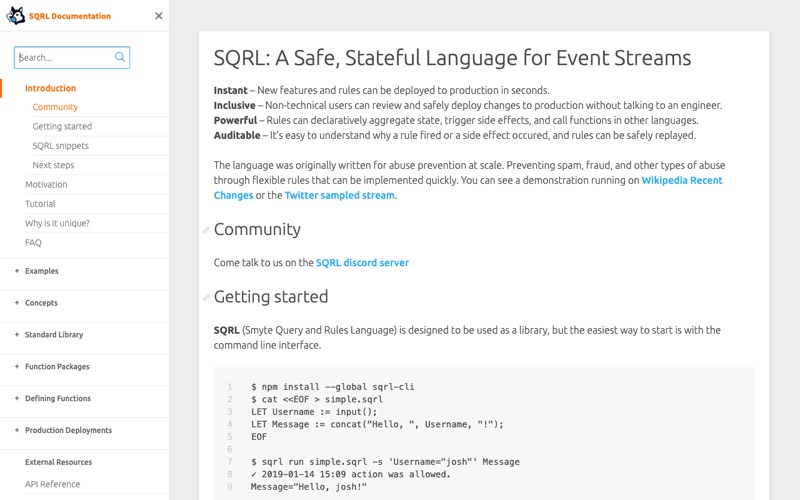 SQRL Documentation
Search...
Introduction
Community
Getting started
SQRL snippets
Next steps
Motivation
Tutorial
Why is it unique?
FAQ
+ Examples
+ Concepts
+ Standard Library
+ Function Packages
+ Defining Functions
+ Production Deployments
External Resources
API Reference
SQRL: A Safe, Stateful Language for Event Streams
Instant – New features and rules can be deployed to production in seconds.
Inclusive – Non-technical users can review and safely deploy changes to production without talking to an engineer.
Powerful – Rules can declaratively aggregate state, trigger side effects, and call functions in other languages.
Auditable – It's easy to understand why a rule fired or a side effect occured, and rules can be safely replayed.
The language was originally written for abuse prevention at scale. Preventing spam, fraud, and other types of abuse
through flexible rules that can be implemented quickly. You can see a demonstration running on Wikipedia Recent
Changes or the Twitter sampled stream.
Community
Come talk to us on the SQRL discord server
Getting started
SQRL (Smyte Query and Rules Language) is designed to be used as a library, but the easiest way to start is with the
command line interface.
1 $ npm install --global sqrl-cli
2 $ cat <<EOF > simple.sqrl
3 LET Username := input();
4 LET Message := concat("Hello, ", Username, "!");
5 EOF
6
7 $ sqrl run simple.sqrl -s 'Username="josh"' Message
8 ✓ 2019-01-14 15:09 action was allowed.
9 Message="Hello, josh!"